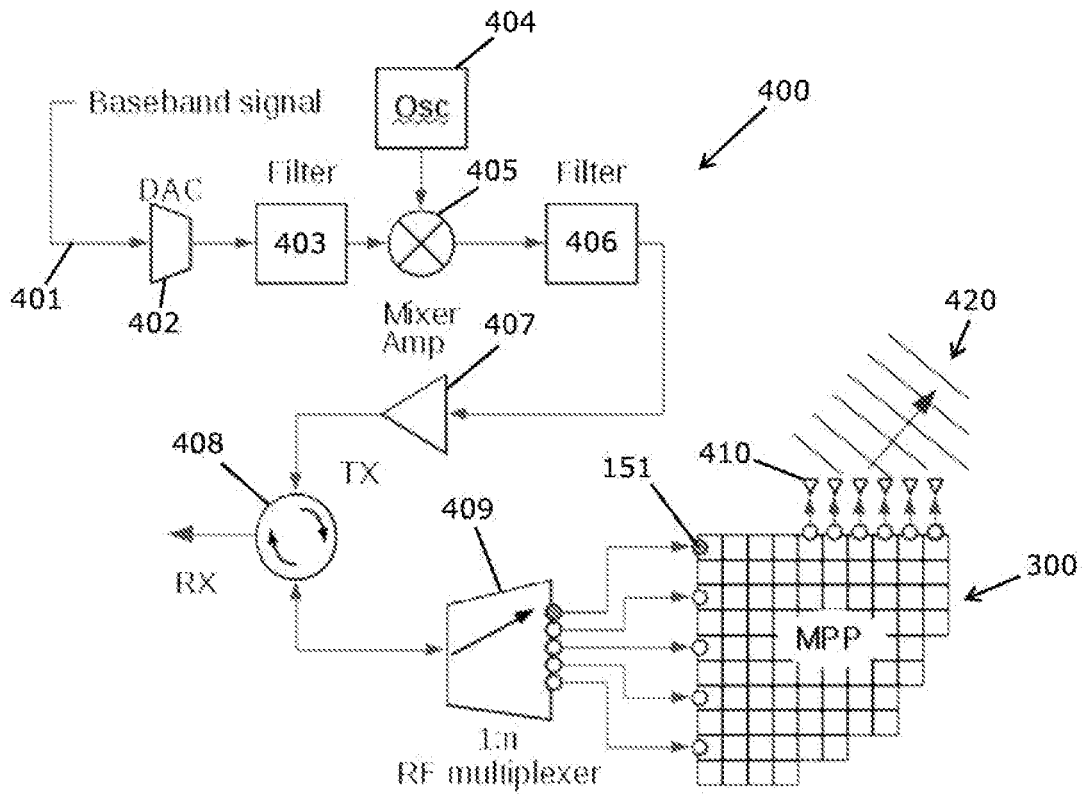 404
Baseband signal
Osc
400
Filter
405
Filter
DAC
403
406
401
402
Mixer
Amp
407
420
408
TX
151
410
409
RX
300
MPP
1:n
RF multiplexer